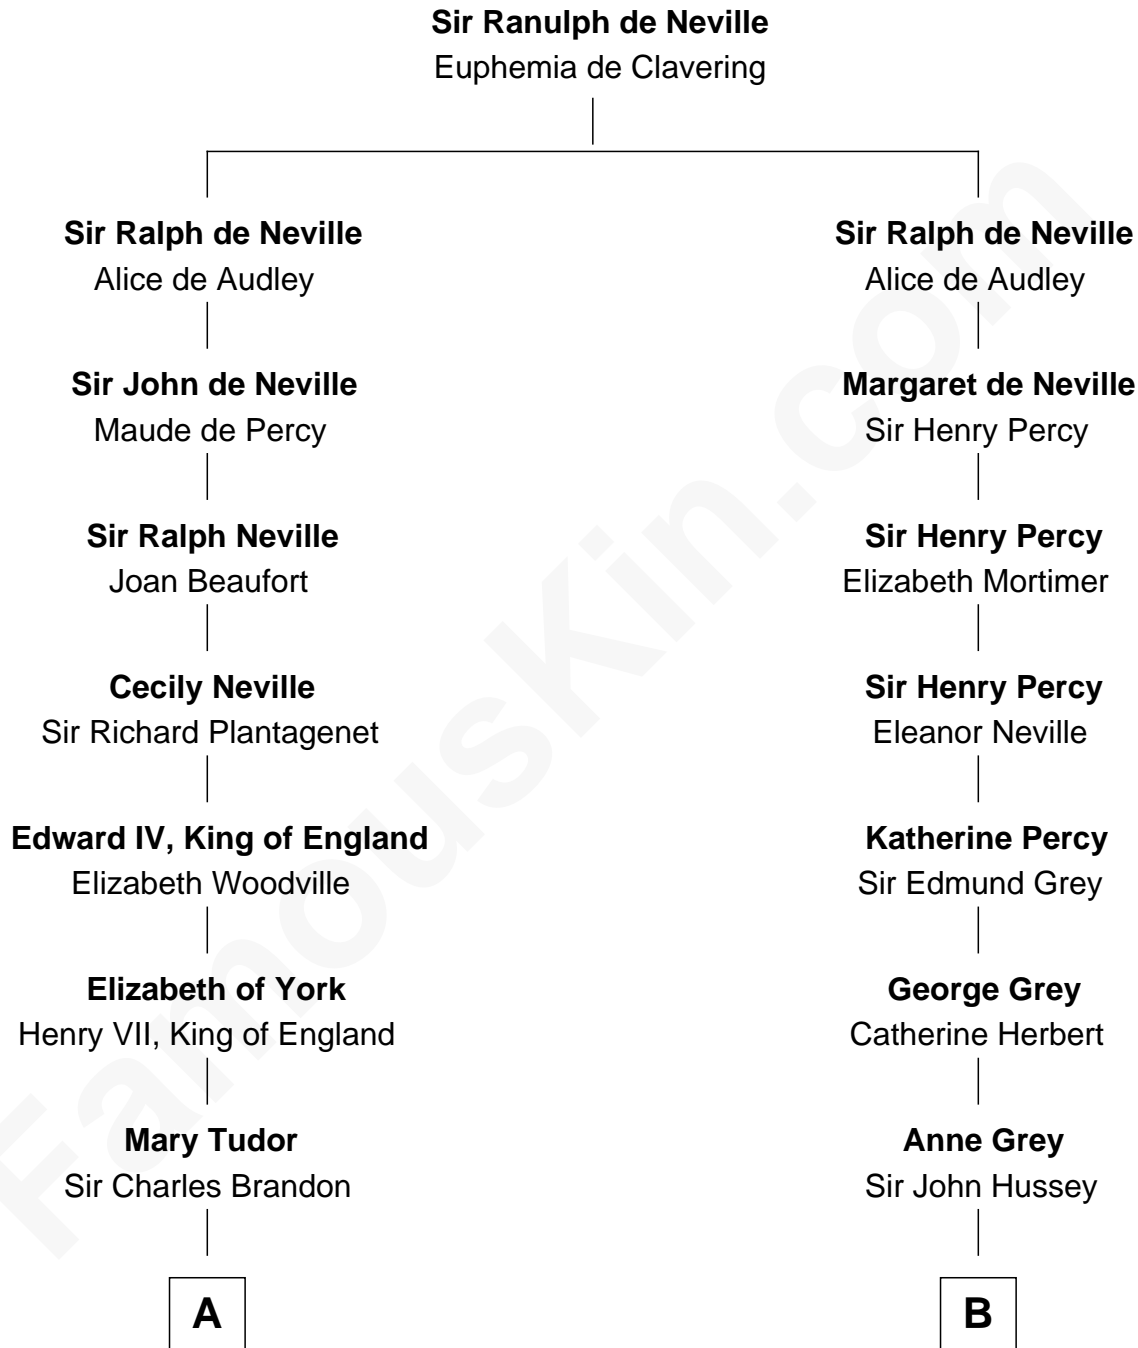 Sir Ranulph de Neville
Euphemia de Clavering
Sir Ralph de Neville
Alice de Audley
Sir John de Neville
Maude de Percy
Sir Ralph Neville
Joan Beaufort
Cecily Neville
Sir Richard Plantagenet
Edward IV, King of England
Elizabeth Woodville
Elizabeth of York
Henry VII, King of England
Mary Tudor
Sir Charles Brandon
A
Sir Ralph de Neville
Alice de Audley
Margaret de Neville
Sir Henry Percy
Sir Henry Percy
Elizabeth Mortimer
Sir Henry Percy
Eleanor Neville
Katherine Percy
Sir Edmund Grey
George Grey
Catherine Herbert
Anne Grey
Sir John Hussey
B
FamousKin.com